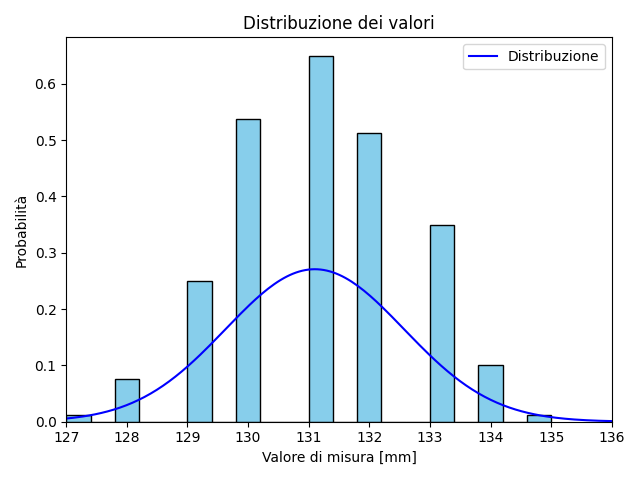 Distribuzione dei valori
Distribuzione
Probabilità
0.6
0.5
0.4
0.3
0.2
0.1
0.0
127 128 129 130 131 132 133 134 135 136
Valore di misura [mm]